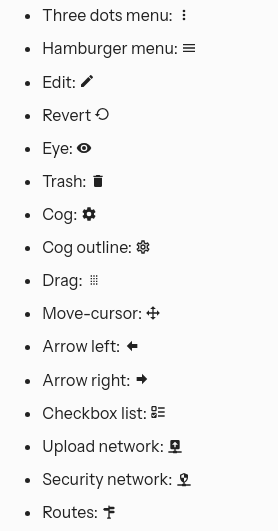 Three dots menu:
Hamburger menu:
Edit:
Revert
Eye:
Trash:
Cog:
Cog outline:
Drag:
Move-cursor:
Arrow left:
Arrow right:
Checkbox list:
Upload network:
Security network:
Routes: